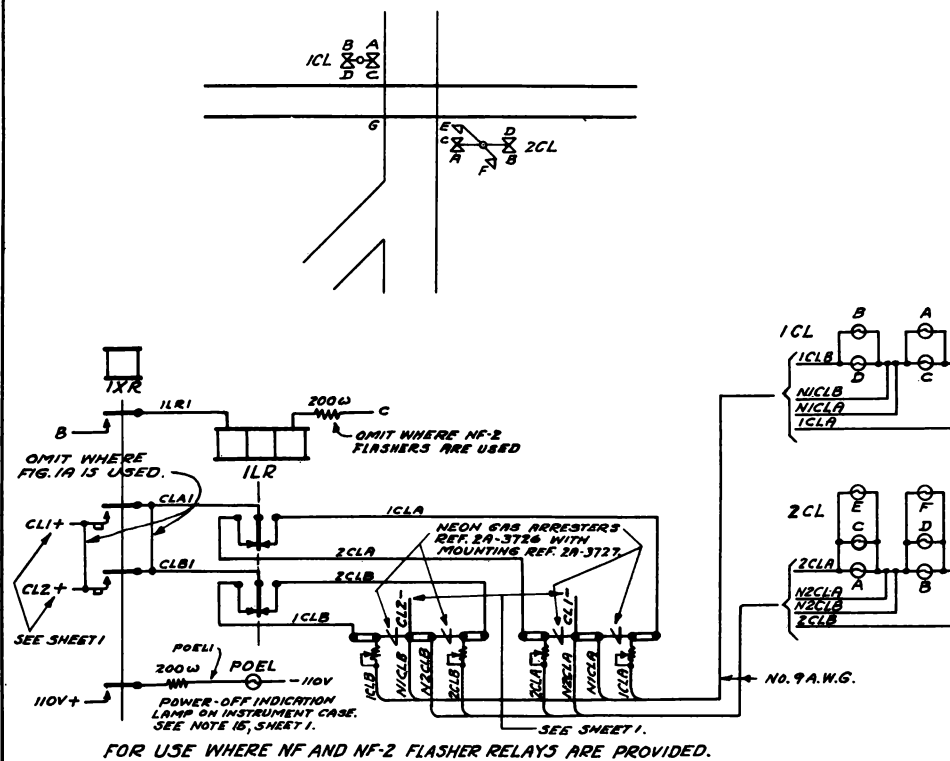 B A
1CL
D C
G
E
C
A
F
D
B
2CL
1XR
B
1LR1
200ω
C
OMIT WHERE NF-2
FLASHERS ARE USED
1LR
OMIT WHERE
FIG.1A IS USED.
CLA1
CL1+
CLB1
CL2+
SEE SHEET 1
1CLA
NEON GAS ARRESTERS
REF. 2A-3726 WITH
MOUNTING REF. 2A-3727
2CLA
2CLB
1CLB
CL2-
CL1-
1CLB
N1CLB
N2CLB
2CLB
2CLA
N2CLA
N1CLA
1CLA
NO. 9 A.W.G.
SEE SHEET 1.
POEL1
200ω
POEL
-110V
110V+
POWER-OFF INDICATION
LAMP ON INSTRUMENT CASE.
SEE NOTE 15, SHEET 1.
1CL
B
A
1CLB
D
C
N1CLB
N1CLA
1CLA
2CL
E
F
C
D
2CLA
A
B
N2CLA
N2CLB
2CLB
FOR USE WHERE NF AND NF-2 FLASHER RELAYS ARE PROVIDED.